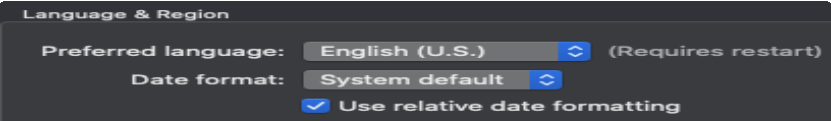 Language & Region
Preferred language: English (U.S.) (Requires restart)
Date format: System default
Use relative date formatting